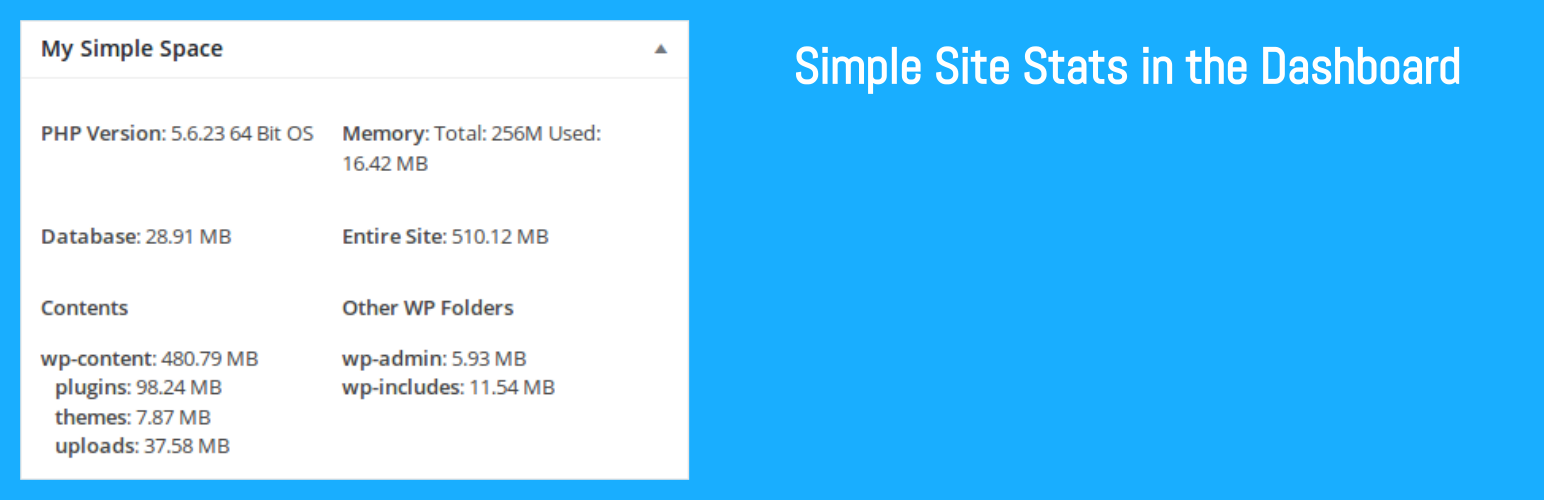 My Simple Space
Simple Site Stats in the Dashboard
PHP Version: 5.6.23 64 Bit OS
Memory: Total: 256M Used:
16.42 MB
Database: 28.91 MB
Entire Site: 510.12 MB
Contents
Other WP Folders
wp-content: 480.79 MB
plugins: 98.24 MB
themes: 7.87 MB
uploads: 37.58 MB
wp-admin: 5.93 MB
wp-includes: 11.54 MB